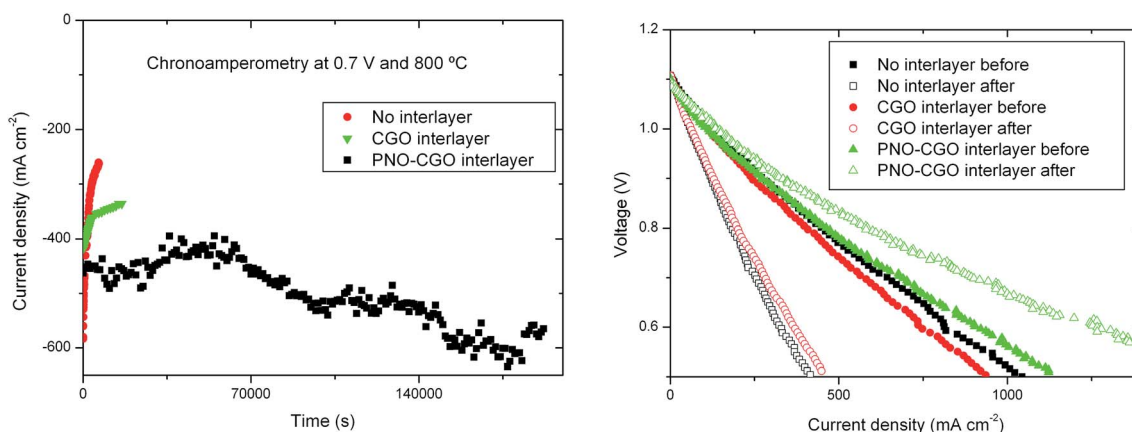 Chronoamperometry at 0.7 V and 800 ºC
No interlayer
CGO interlayer
PNO-CGO interlayer
0
-200
-400
-600
Current density (mA cm-2)
0
70000
140000
Time (s)
No interlayer before
No interlayer after
CGO interlayer before
CGO interlayer after
PNO-CGO interlayer before
PNO-CGO interlayer after
1.2
1.0
0.8
0.6
Voltage (V)
0
500
1000
Current density (mA cm-2)